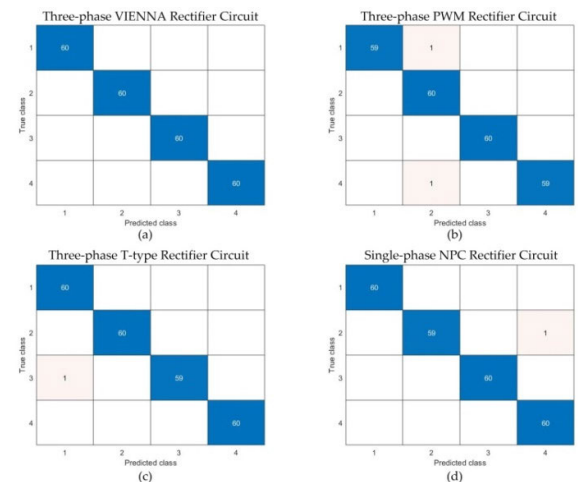 Three-phase VIENNA Rectifier Circuit
1
60
2
60
3
60
4
60
True class
1 2 3 4
Predicted class
(a)
Three-phase PWM Rectifier Circuit
1
59 1
2
60
3
60
4
1 59
True class
1 2 3 4
Predicted class
(b)
Three-phase T-type Rectifier Circuit
1
60
2
60
3
1 59
4
60
True class
1 2 3 4
Predicted class
(c)
Single-phase NPC Rectifier Circuit
1
60
2
59 1
3
60
4
60
True class
1 2 3 4
Predicted class
(d)